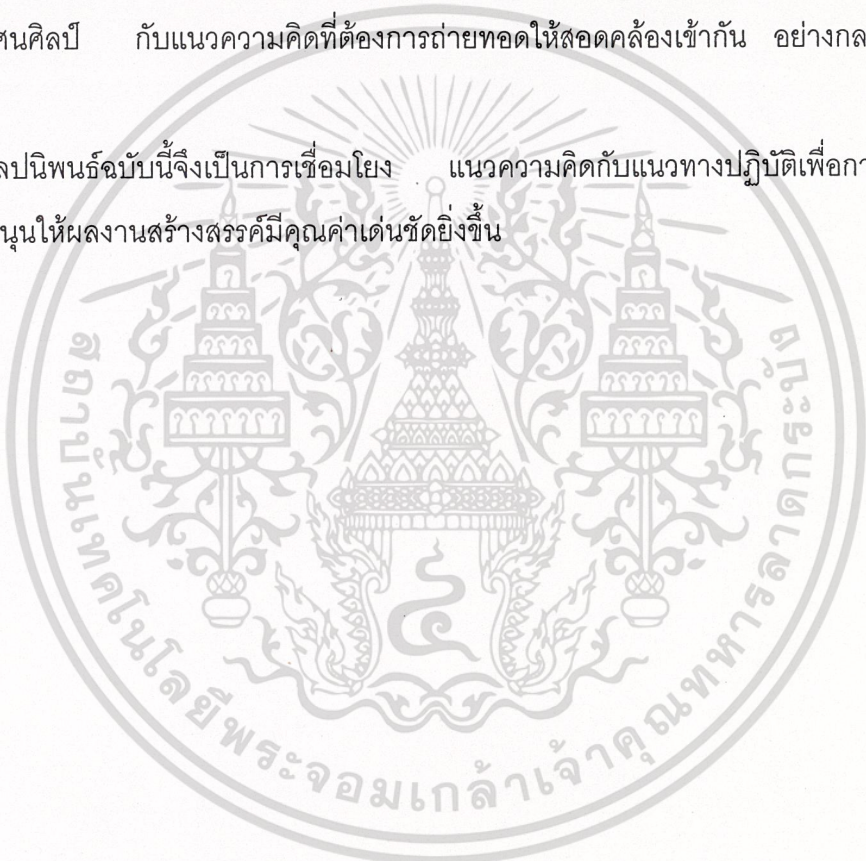 ศนศิลป์ กับแนวความคิดที่ต้องการถ่ายทอดให้สอดคล้องเข้ากัน อย่างกล
ลปนิพนธ์ฉบับนี้จึงเป็นการเชื่อมโยง แนวความคิดกับแนวทางปฏิบัติเพื่อกา
นุนให้ผลงานสร้างสรรค์มีคุณค่าเด่นชัดยิ่งขึ้น
สถาบันเทคโนโลยีพระจอมเกล้าเจ้าคุณทหารลาดกระบัง
๔